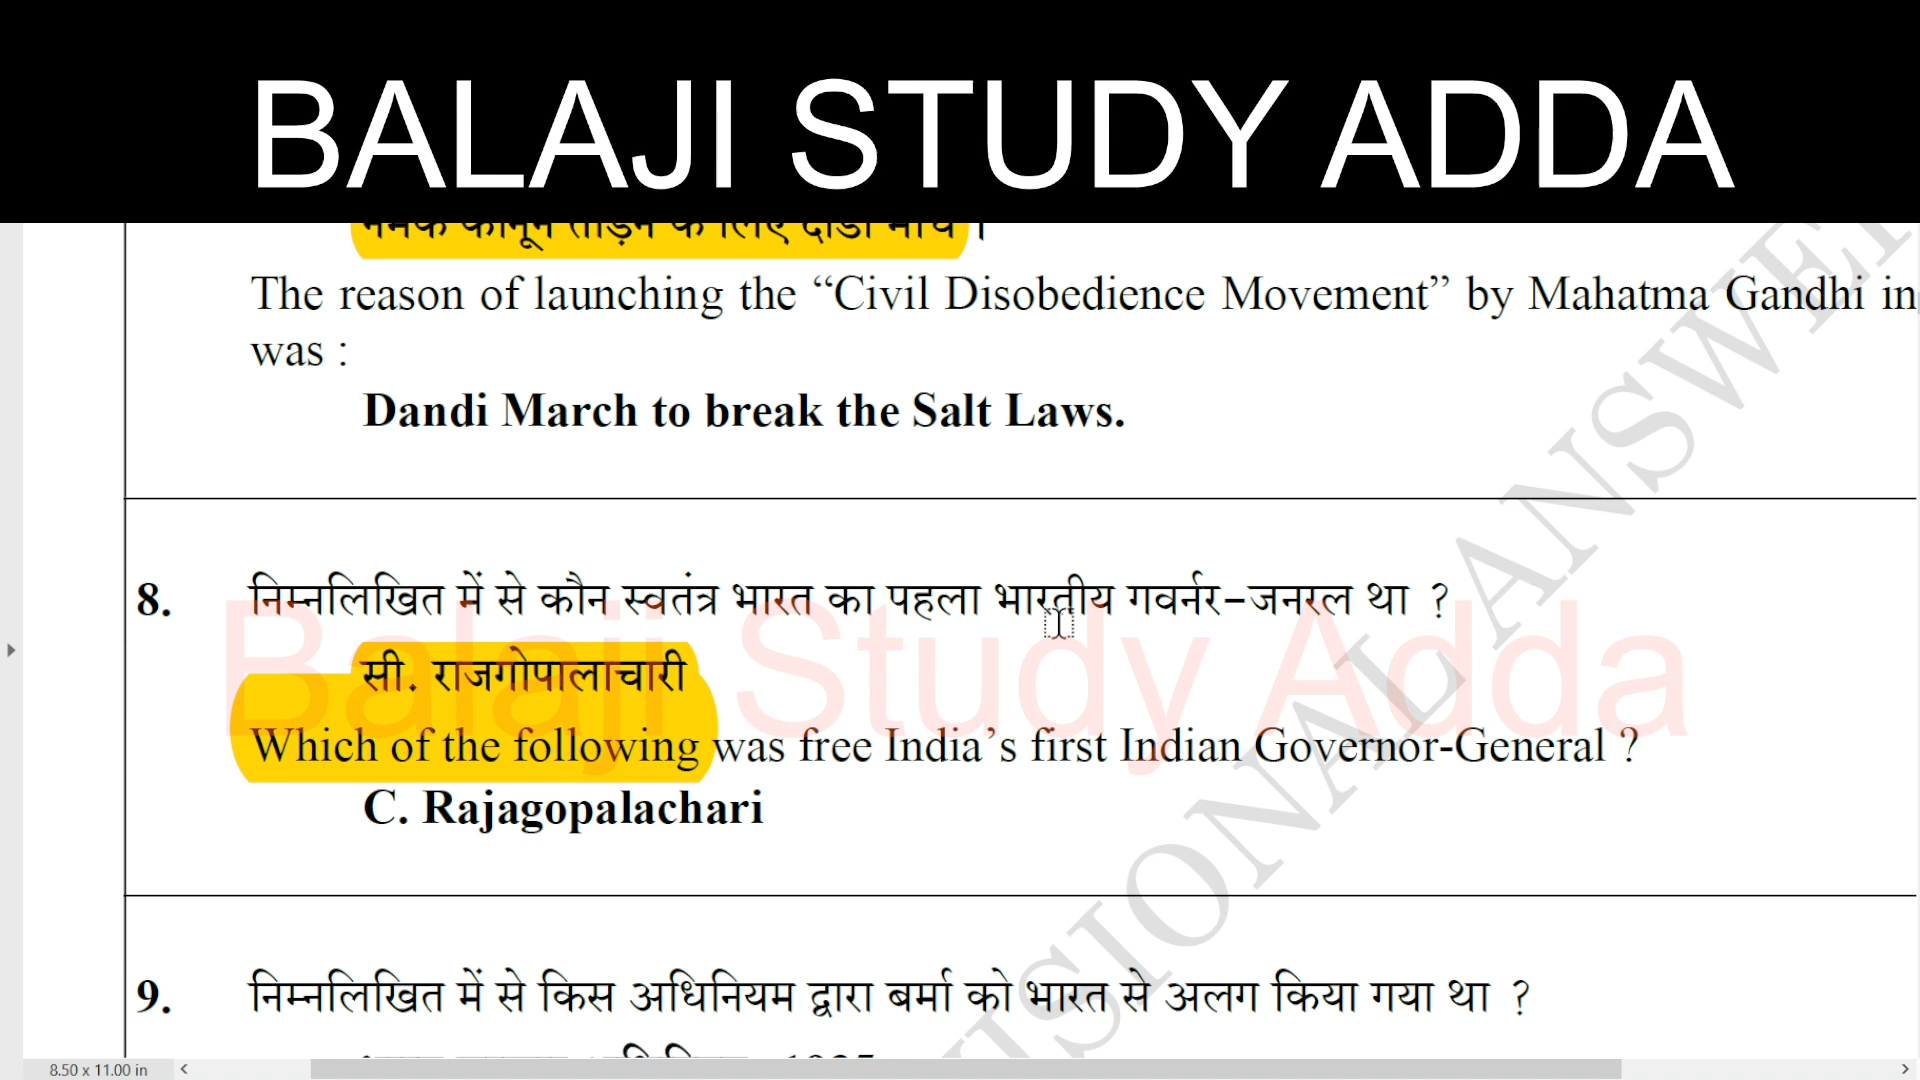 BALAJI STUDY ADDA
नमक कानून तोड़ने के लिए दांडी मार्च ।
The reason of launching the “Civil Disobedience Movement” by Mahatma Gandhi in
was :
Dandi March to break the Salt Laws.
8. निम्नलिखित में से कौन स्वतंत्र भारत का पहला भारतीय गवर्नर-जनरल था ?
सी. राजगोपालाचारी
Balaji Study Adda
Which of the following was free India’s first Indian Governor-General ?
C. Rajagopalachari
9. निम्नलिखित में से किस अधिनियम द्वारा बर्मा को भारत से अलग किया गया था ?
8.50 x 11.00 in